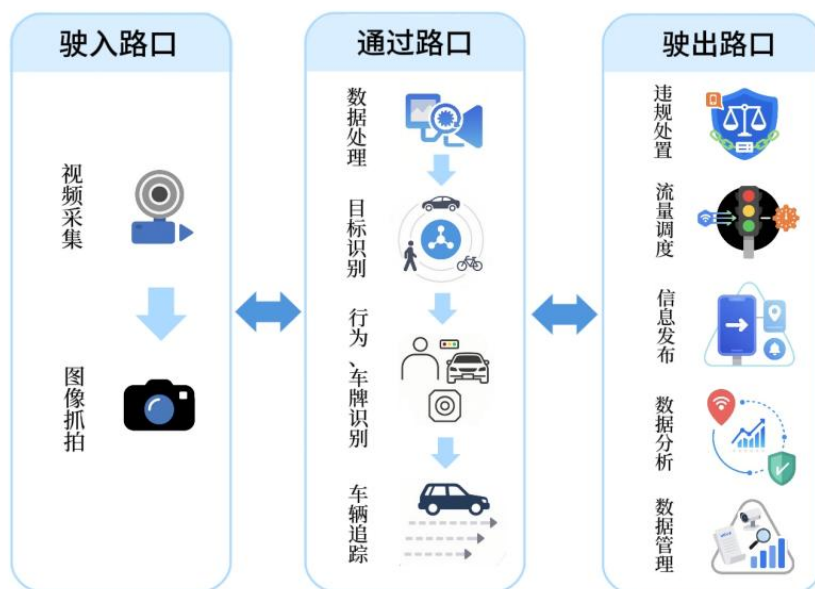 驶入路口
视频采集
图像抓拍
通过路口
数据处理
目标识别
行为、车牌识别
车辆追踪
驶出路口
违规处置
流量调度
信息发布
数据分析
数据管理